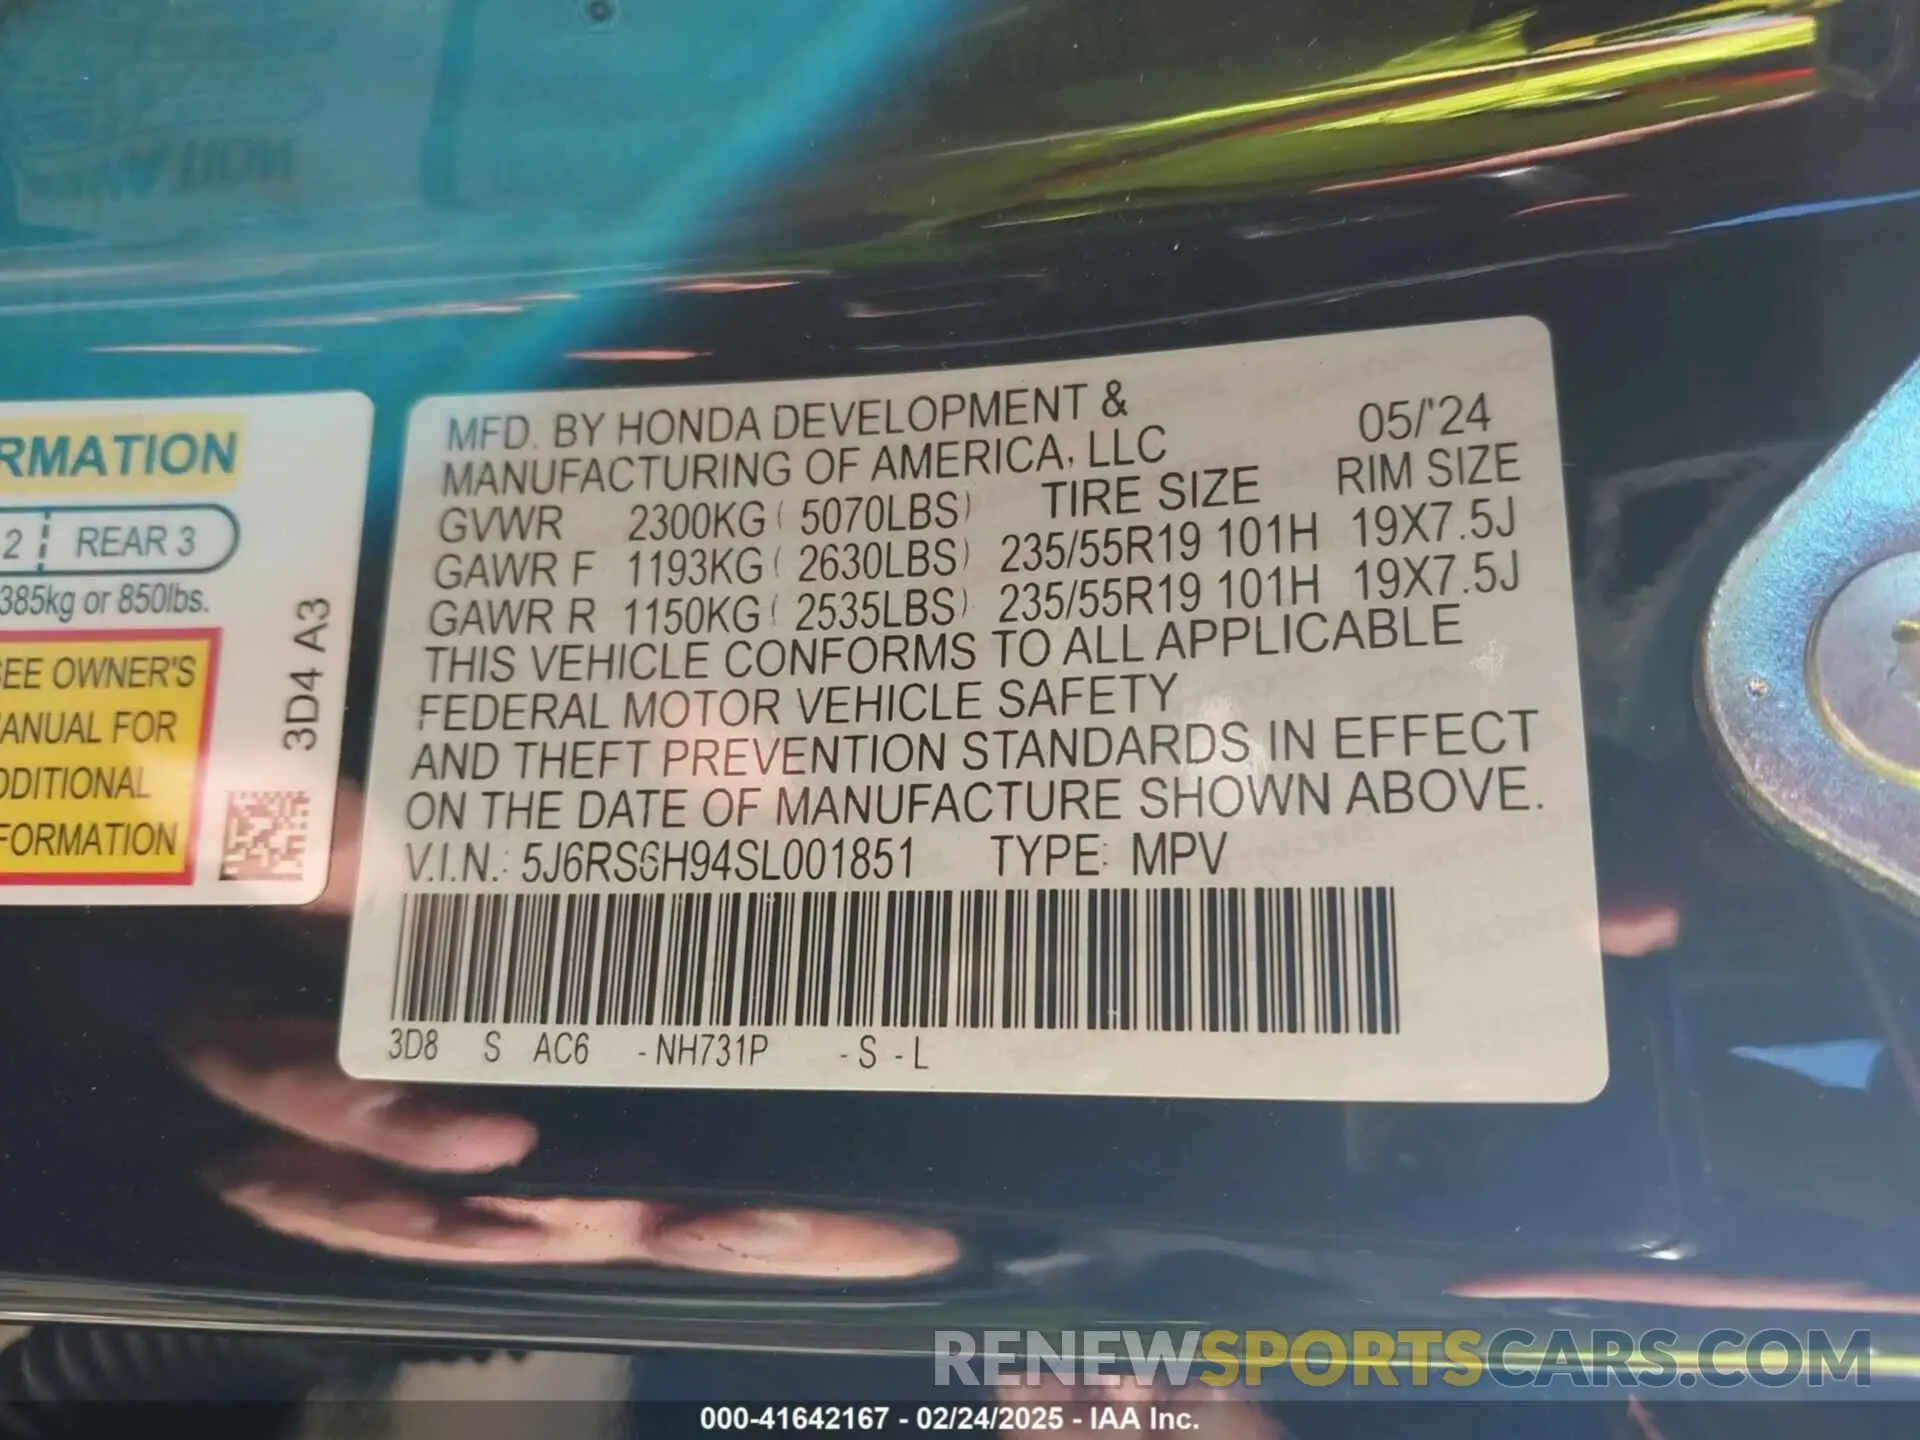 RMATION
2 REAR 3
385kg or 850lbs.
SEE OWNER'S
MANUAL FOR
ADDITIONAL
INFORMATION
3D4 A3
MFD. BY HONDA DEVELOPMENT &
MANUFACTURING OF AMERICA, LLC 05/'24
GVWR 2300KG ( 5070LBS) TIRE SIZE RIM SIZE
GAWR F 1193KG ( 2630LBS) 235/55R19 101H 19X7.5J
GAWR R 1150KG ( 2535LBS) 235/55R19 101H 19X7.5J
THIS VEHICLE CONFORMS TO ALL APPLICABLE
FEDERAL MOTOR VEHICLE SAFETY
AND THEFT PREVENTION STANDARDS IN EFFECT
ON THE DATE OF MANUFACTURE SHOWN ABOVE.
V.I.N.: 5J6RS6H94SL001851 TYPE: MPV
3D8 S AC6 -NH731P -S -L
RENEWSPORTSCARS.COM
000-41642167 - 02/24/2025 - IAA Inc.